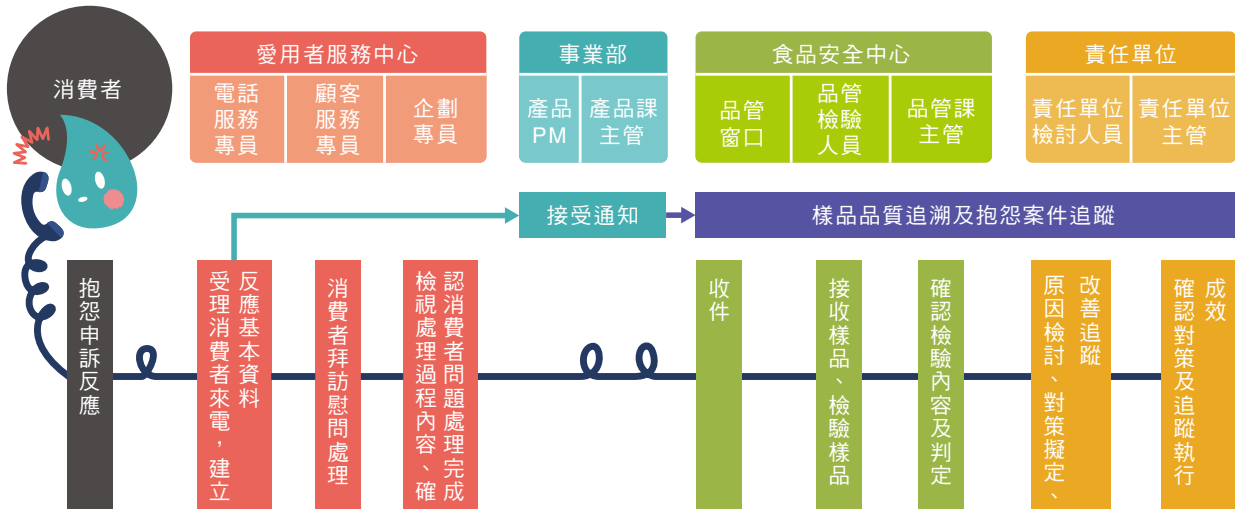 消費者
愛用者服務中心
電話
服務
專員
顧客
服務
專員
企劃
專員
事業部
產品
PM
產品課
主管
食品安全中心
品管
窗口
品管
檢驗
人員
品管課
主管
責任單位
責任單位
檢討人員
責任單位
主管
接受通知
樣品品質追溯及抱怨案件追蹤
抱怨申訴反應
受理消費者來電，建立
反應基本資料
消費者拜訪慰問處理
檢視處理過程內容、確
認消費者問題處理完成
收件
接收樣品、檢驗樣品
確認檢驗內容及判定
原因檢討、對策擬定、
改善追蹤
確認對策及追蹤執行
成效